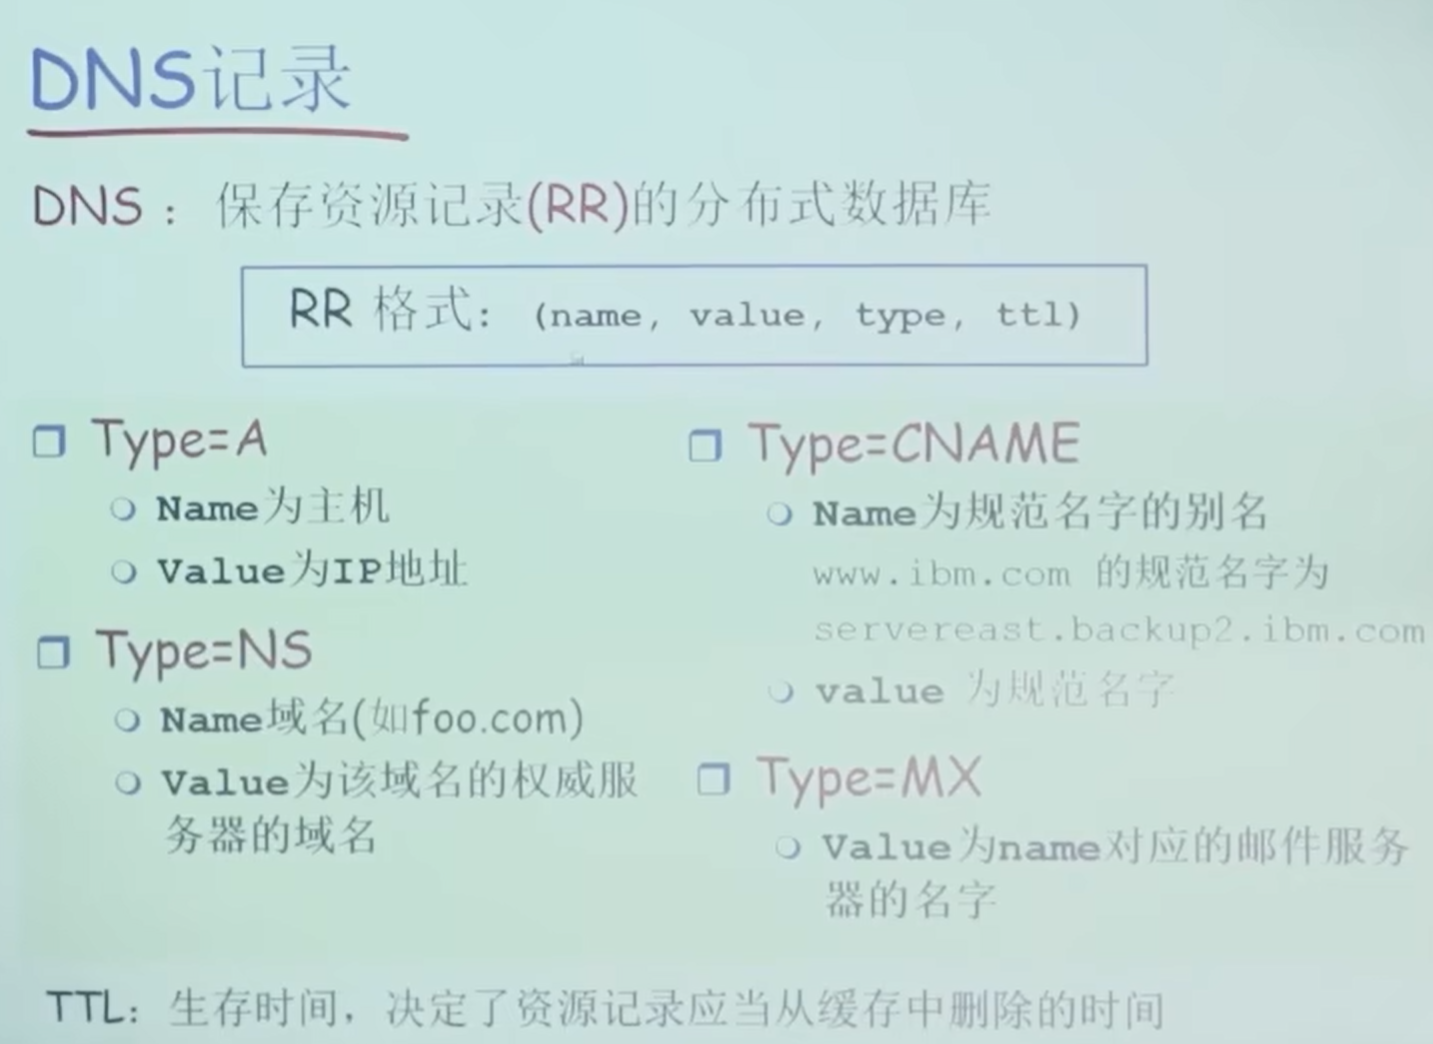 DNS记录
DNS： 保存资源记录(RR)的分布式数据库
RR 格式： (name, value, type, ttl)
Type=A
Name为主机
Value为IP地址
Type=NS
Name域名(如foo.com)
Value为该域名的权威服
务器的域名
Type=CNAME
Name为规范名字的别名
www.ibm.com 的规范名字为
servereast.backup2.ibm.com
value 为规范名字
Type=MX
Value为name对应的邮件服务
器的名字
TTL：生存时间，决定了资源记录应当从缓存中删除的时间